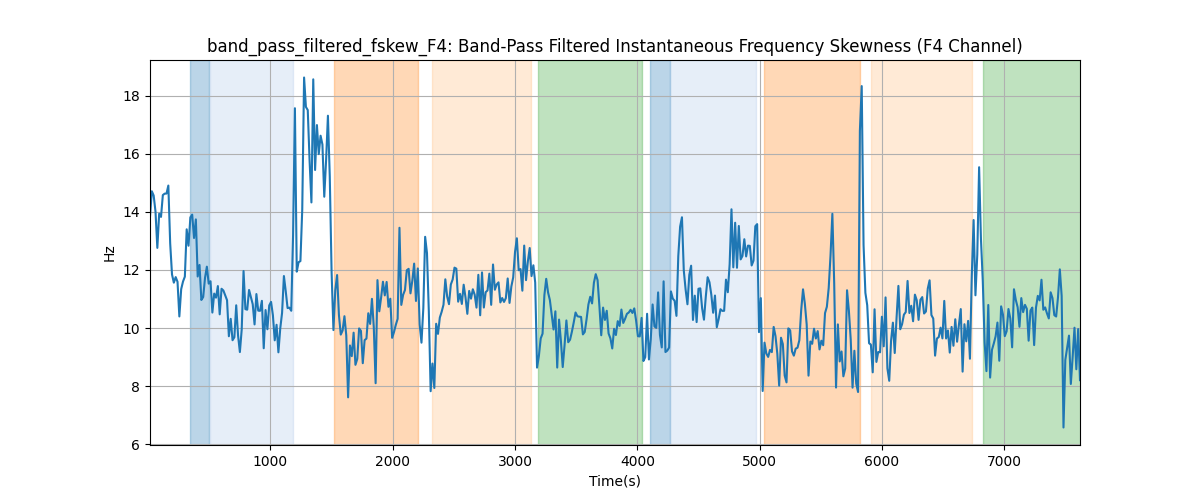 band_pass_filtered_fskew_F4: Band-Pass Filtered Instantaneous Frequency Skewness (F4 Channel)
18
16
14
12
10
8
6
Hz
1000 2000 3000 4000 5000 6000 7000
Time(s)